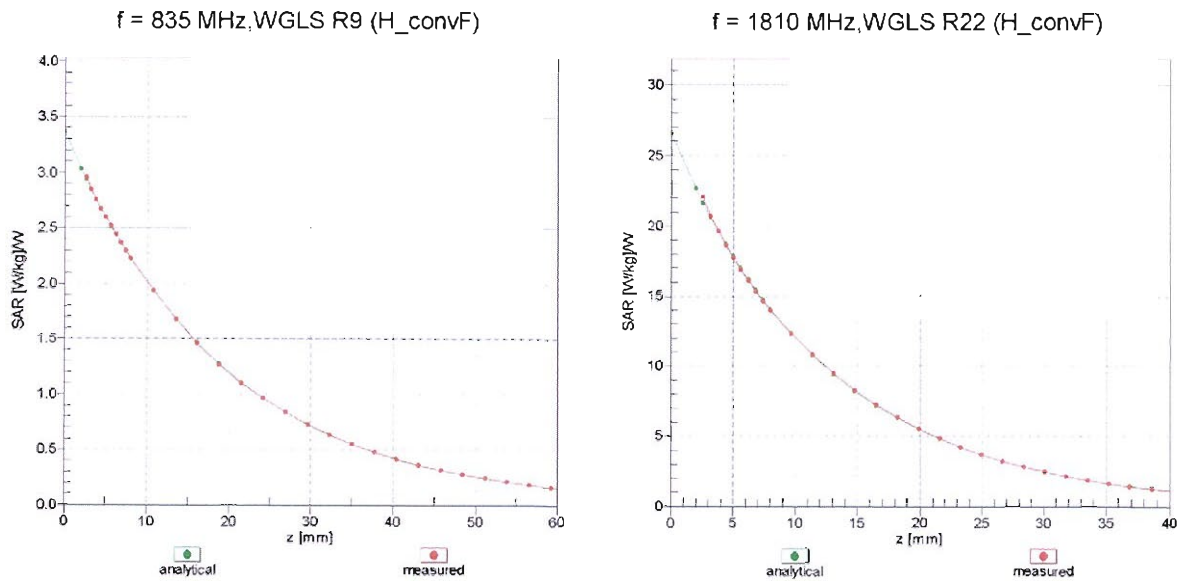 f = 835 MHz,WGLS R9 (H_convF)
4.0
3.5
3.0
2.5
2.0
1.5
1.0
0.5
0.0
SAR [W/kg]/W
0 10 20 30 40 50 60
z [mm]
analytical measured
f = 1810 MHz,WGLS R22 (H_convF)
30
25
20
15
10
5
0
SAR [W/kg]/W
0 5 10 15 20 25 30 35 40
z [mm]
analytical measured